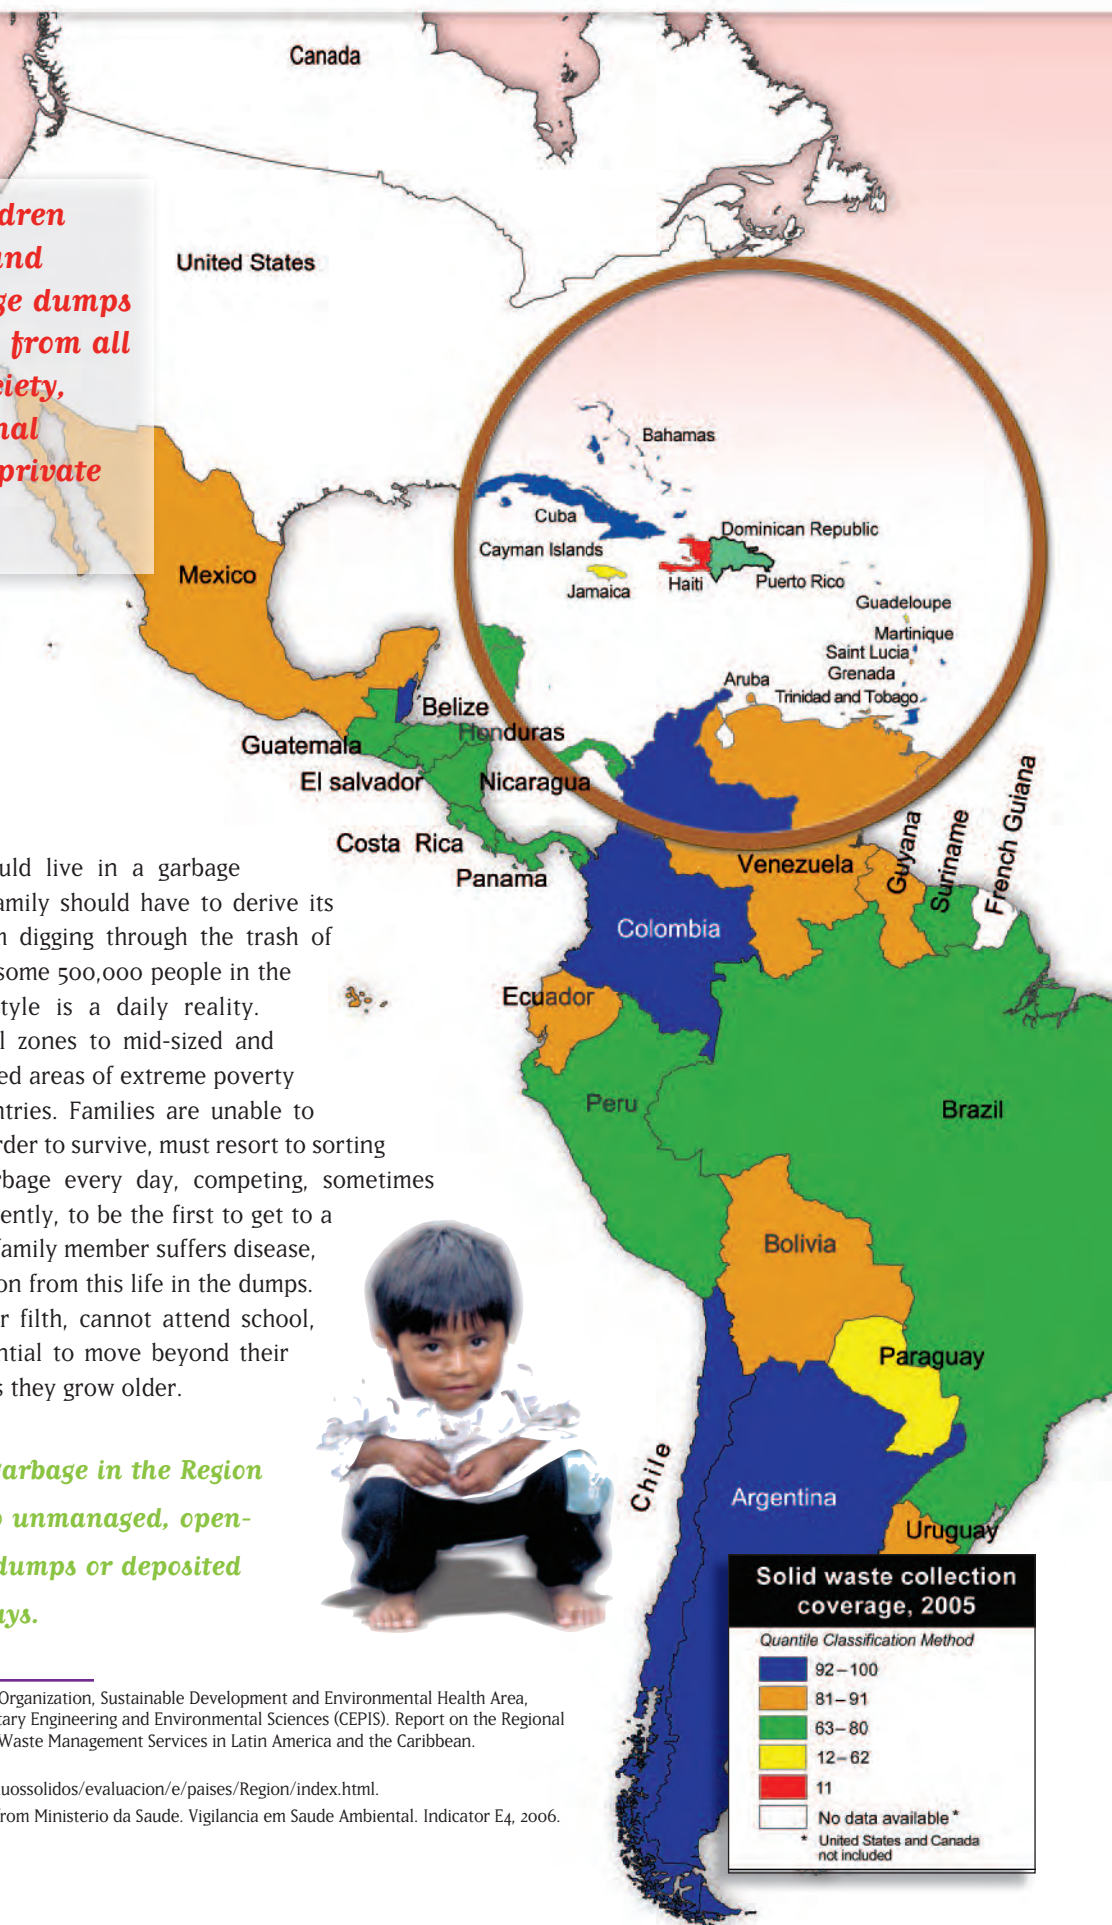 Canada
dren
and
ge dumps
from all
ciety,
nal
private
United States
Bahamas
Cuba
Cayman Islands
Dominican Republic
Jamaica
Haiti
Puerto Rico
Guadeloupe
Martinique
Saint Lucia
Grenada
Aruba
Trinidad and Tobago
Mexico
Belize
Honduras
Guatemala
El salvador
Nicaragua
Costa Rica
Panama
Venezuela
Guyana
Suriname
French Guiana
Colombia
Ecuador
Peru
Brazil
Bolivia
Paraguay
Chile
Argentina
Uruguay
uld live in a garbage
amily should have to derive its
digging through the trash of
some 500,000 people in the
tyle is a daily reality.
l zones to mid-sized and
ed areas of extreme poverty
ntries. Families are unable to
rder to survive, must resort to sorting
rbage every day, competing, sometimes
ently, to be the first to get to a
family member suffers disease,
on from this life in the dumps.
r filth, cannot attend school,
ntial to move beyond their
s they grow older.
garbage in the Region
o unmanaged, open-
dumps or deposited
ays.
Organization, Sustainable Development and Environmental Health Area,
tary Engineering and Environmental Sciences (CEPIS). Report on the Regional
Waste Management Services in Latin America and the Caribbean.
luossolidos/evaluacion/e/paises/Region/index.html.
from Ministerio da Saude. Vigilancia em Saude Ambiental. Indicator E4, 2006.
Solid waste collection
coverage, 2005
Quantile Classification Method
92–100
81–91
63–80
12–62
11
No data available *
* United States and Canada
not included